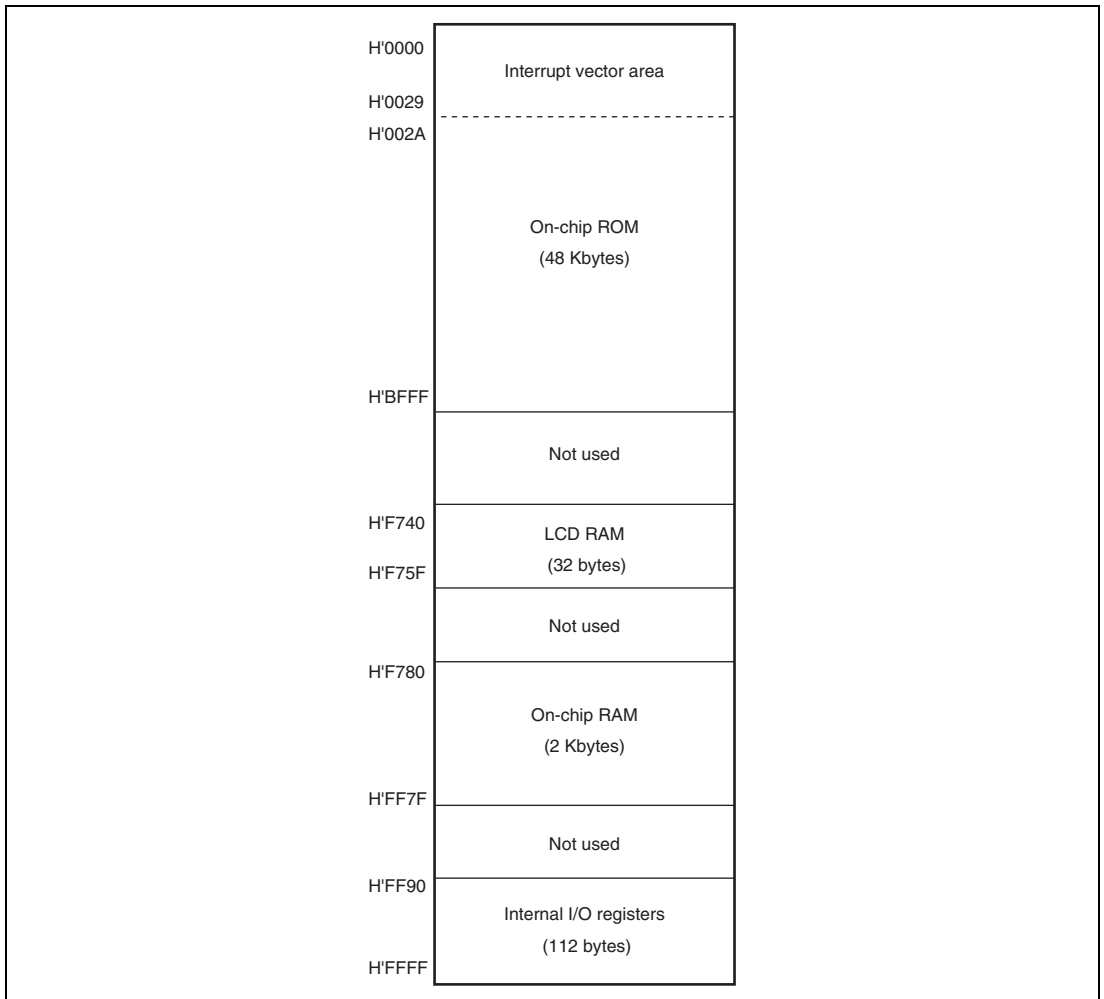 H'0000
Interrupt vector area
H'0029
H'002A
On-chip ROM
(48 Kbytes)
H'BFFF
Not used
H'F740
LCD RAM
(32 bytes)
H'F75F
Not used
H'F780
On-chip RAM
(2 Kbytes)
H'FF7F
Not used
H'FF90
Internal I/O registers
(112 bytes)
H'FFFF